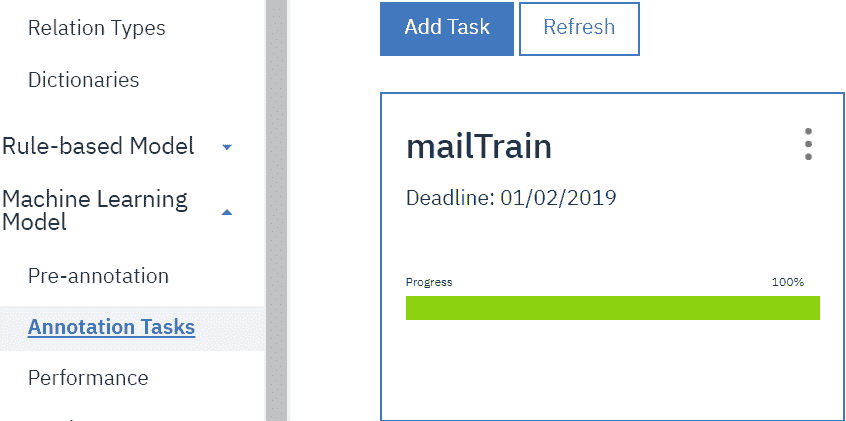 Relation Types
Dictionaries
Rule-based Model
Machine Learning
Model
Pre-annotation
Annotation Tasks
Performance
Add Task
Refresh
mailTrain
Deadline: 01/02/2019
Progress
100%